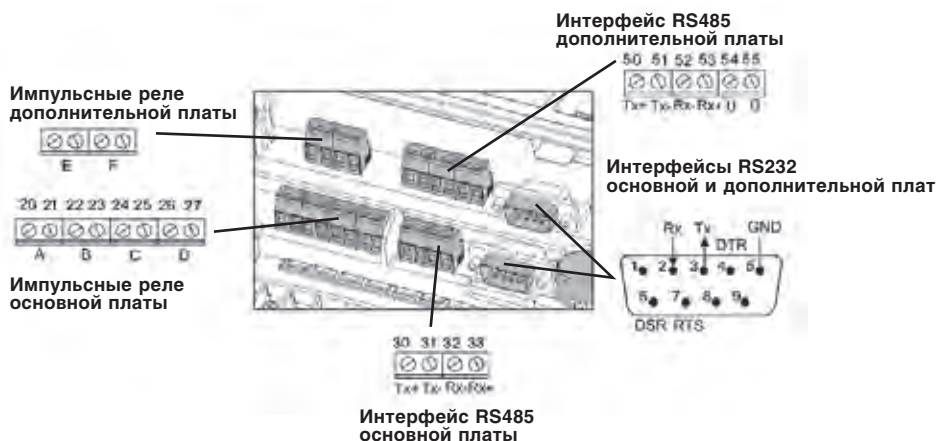 Интерфейс RS485
дополнительной платы
50 51 52 53 54 55
Tx+ Tx- Rx- Rx+ U 0
Импульсные реле
дополнительной платы
E F
20 21 22 23 24 25 26 27
A B C D
Импульсные реле
основной платы
Интерфейсы RS232
основной и дополнительной плат
Rx Tx GND
DTR
1 2 3 4 5
6 7 8 9
DSR RTS
30 31 32 33
Tx+ Tx- Rx- Rx+
Интерфейс RS485
основной платы